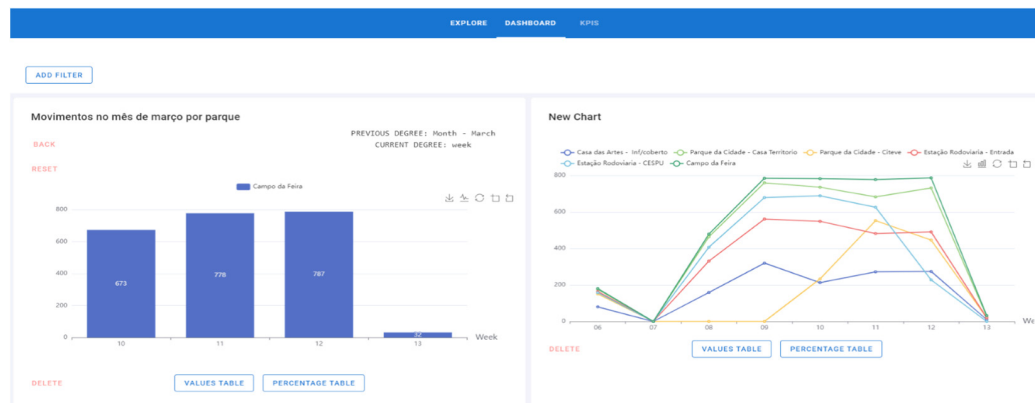 EXPLORE DASHBOARD KPIS
ADD FILTER
Movimentos no mês de março por parque
PREVIOUS DEGREE: Month - March
BACK
CURRENT DEGREE: week
RESET
Campo da Feira
800
600
400
200
0
673
778
787
32
10 11 12 13
Week
DELETE
VALUES TABLE PERCENTAGE TABLE
New Chart
Casa das Artes - Inf/coberto Parque da Cidade - Casa Territorio Parque da Cidade - Citeve Estação Rodoviaria - Entrada
Estação Rodoviaria - CESPU Campo da Feira
800
600
400
200
0
06 07 08 09 10 11 12 13
We
DELETE
VALUES TABLE PERCENTAGE TABLE